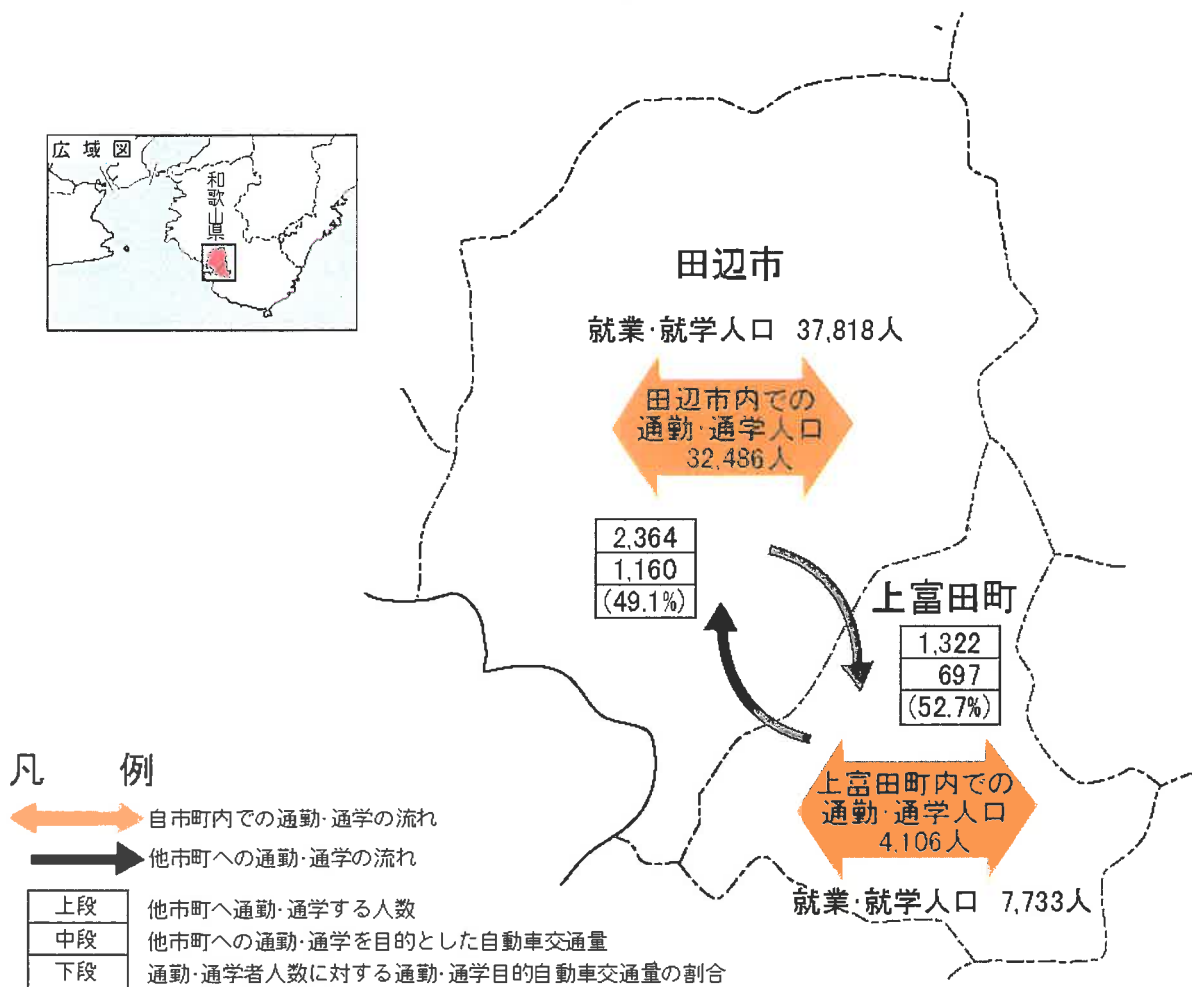 広域図
和歌山県
田辺市
就業・就学人口 37,818人
田辺市内での
通勤・通学人口
32,486人
2,364
1,160
(49.1%)
上富田町
1,322
697
(52.7%)
上富田町内での
通勤・通学人口
4,106人
就業・就学人口 7,733人
凡 例
自市町内での通勤・通学の流れ
他市町への通勤・通学の流れ
上段 他市町へ通勤・通学する人数
中段 他市町への通勤・通学を目的とした自動車交通量
下段 通勤・通学者人数に対する通勤・通学目的自動車交通量の割合